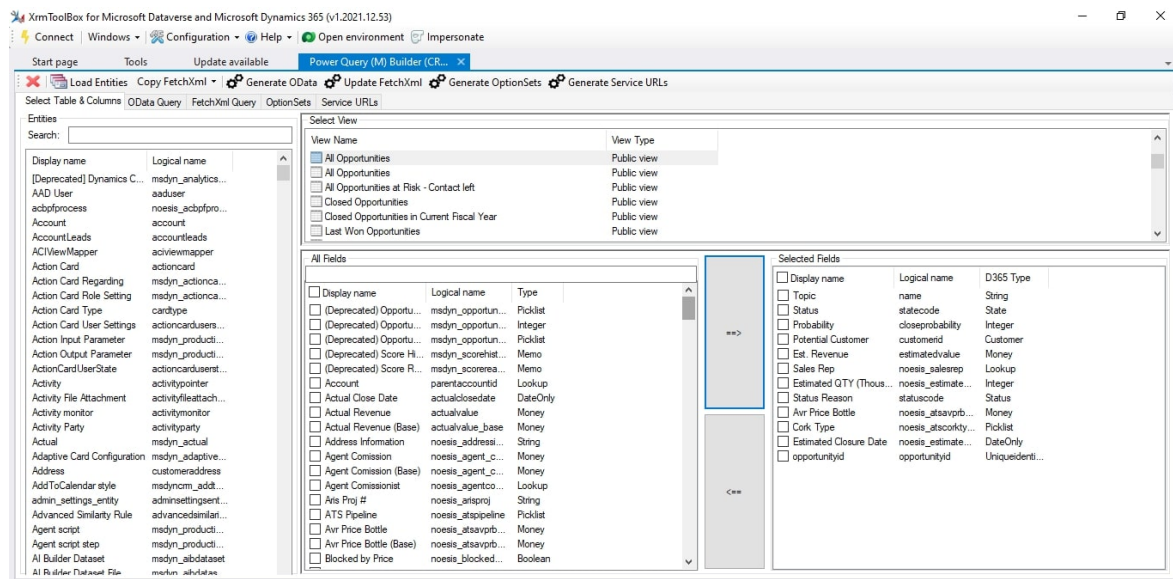 XrmToolBox for Microsoft Dataverse and Microsoft Dynamics 365 (v1.2021.12.53)
Connect Windows Configuration Help Open environment Impersonate
Start page Tools Update available Power Query (M) Builder (CR...
Load Entities Copy FetchXml Generate OData Update FetchXml Generate OptionSets Generate Service URLs
Select Table & Columns OData Query FetchXml Query OptionSets Service URLs
Entities
Search:
Display name Logical name
[Deprecated] Dynamics C... msdyn_analytics...
AAD User aaduser
acbpfprocess noesis_acbpfpro...
Account account
AccountLeads accountleads
ACIViewMapper aciviewmapper
Action Card actioncard
Action Card Regarding msdyn_actionca...
Action Card Role Setting msdyn_actionca...
Action Card Type cardtype
Action Card User Settings actioncardusers...
Action Input Parameter msdyn_producti...
Action Output Parameter msdyn_producti...
ActionCardUserState actioncarduserst...
Activity activitypointer
Activity File Attachment activityfileattach...
Activity monitor activitymonitor
Activity Party activityparty
Actual msdyn_actual
Adaptive Card Configuration msdyn_adaptive...
Address customeraddress
AddToCalendar style msdyncrm_addt...
admin_settings_entity adminsettingsent...
Advanced Similarity Rule advancedsimilari...
Agent script msdyn_producti...
Agent script step msdyn_producti...
AI Builder Dataset msdyn_aibdataset
AI Builder Dataset File msdyn_aibdatas...
Select View
View Name View Type
All Opportunities Public view
All Opportunities Public view
All Opportunities at Risk - Contact left Public view
Closed Opportunities Public view
Closed Opportunities in Current Fiscal Year Public view
Last Won Opportunities Public view
All Fields
Display name Logical name Type
(Deprecated) Opportu... msdyn_opportun... Picklist
(Deprecated) Opportu... msdyn_opportun... Integer
(Deprecated) Opportu... msdyn_opportun... Picklist
(Deprecated) Score Hi... msdyn_scorehist... Memo
(Deprecated) Score R... msdyn_scorerea... Memo
Account parentaccountid Lookup
Actual Close Date actualclosedate DateOnly
Actual Revenue actualvalue Money
Actual Revenue (Base) actualvalue_base Money
Address Information noesis_addressi... String
Agent Comission noesis_agent_c... Money
Agent Comission (Base) noesis_agent_c... Money
Agent Comissionist noesis_agentco... Lookup
Aris Proj # noesis_arisproj String
ATS Pipeline noesis_atspipeline Picklist
Avr Price Bottle noesis_atsavprb... Money
Avr Price Bottle (Base) noesis_atsavprb... Money
Blocked by Price noesis_blocked... Boolean
==>
<==
Selected Fields
Display name Logical name D365 Type
Topic name String
Status statecode State
Probability closeprobability Integer
Potential Customer customerid Customer
Est. Revenue estimatedvalue Money
Sales Rep noesis_salesrep Lookup
Estimated QTY (Thous... noesis_estimate... Integer
Status Reason statuscode Status
Avr Price Bottle noesis_atsavprb... Money
Cork Type noesis_atscorkty... Picklist
Estimated Closure Date noesis_estimate... DateOnly
opportunityid opportunityid Uniqueidenti...